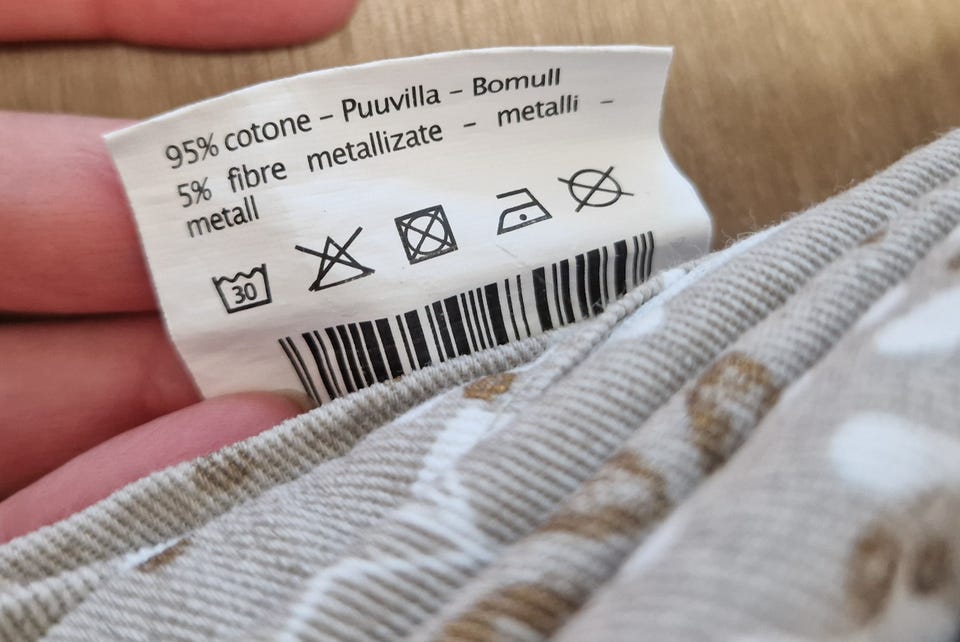 95% cotone – Puuvilla – Bomull
5% fibre metallizate – metalli –
metall
30